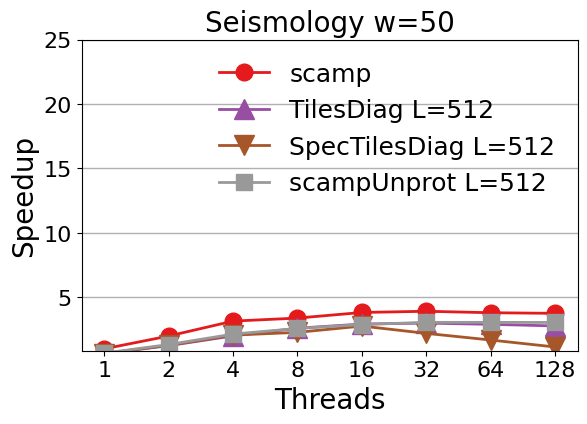 Seismology w=50
25
20
15
10
5
Speedup
scamp
TilesDiag L=512
SpecTilesDiag L=512
scampUnprot L=512
1 2 4 8 16 32 64 128
Threads